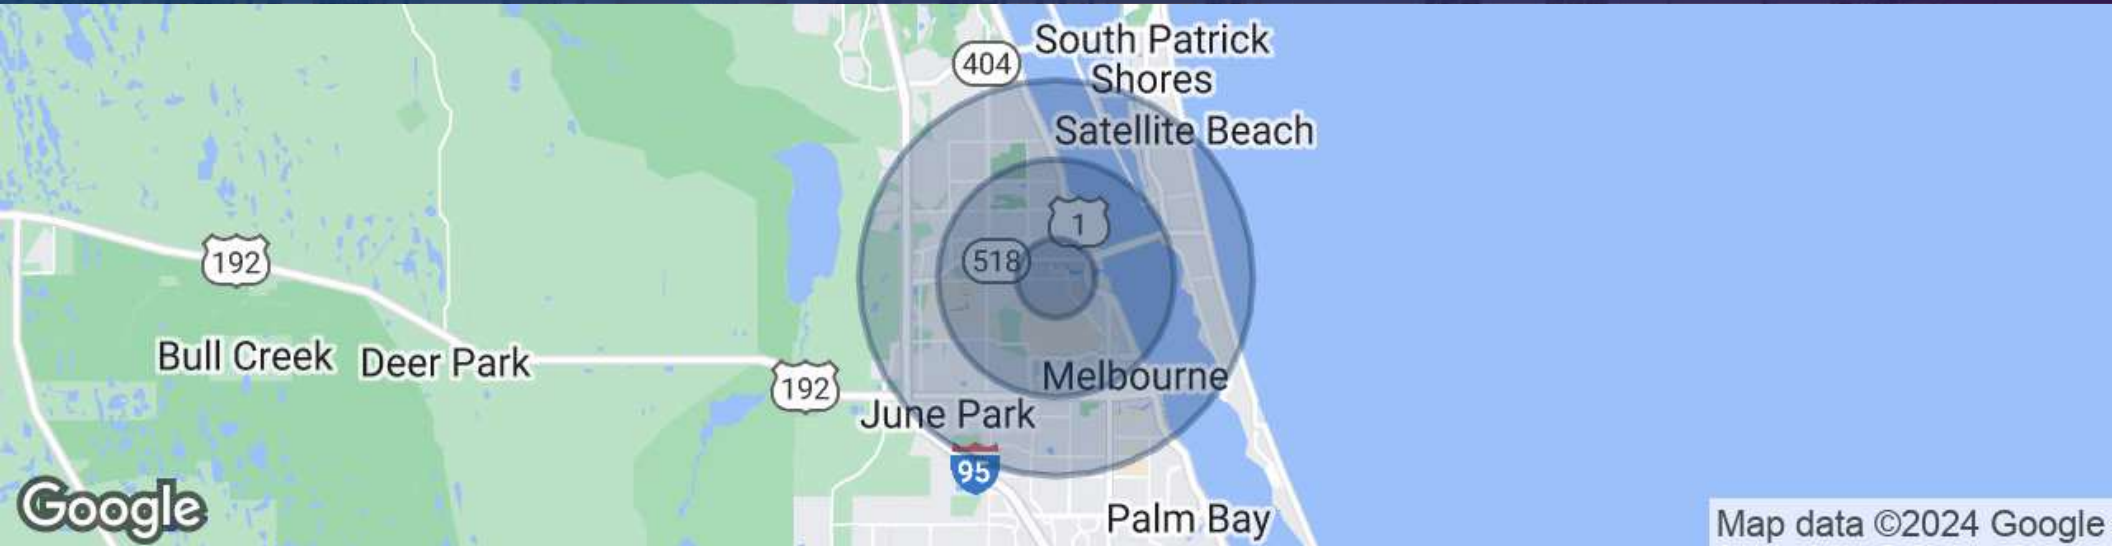 404
South Patrick
Shores
Satellite Beach
1
518
192
Bull Creek
Deer Park
192
Melbourne
June Park
95
Palm Bay
Google
Map data ©2024 Google